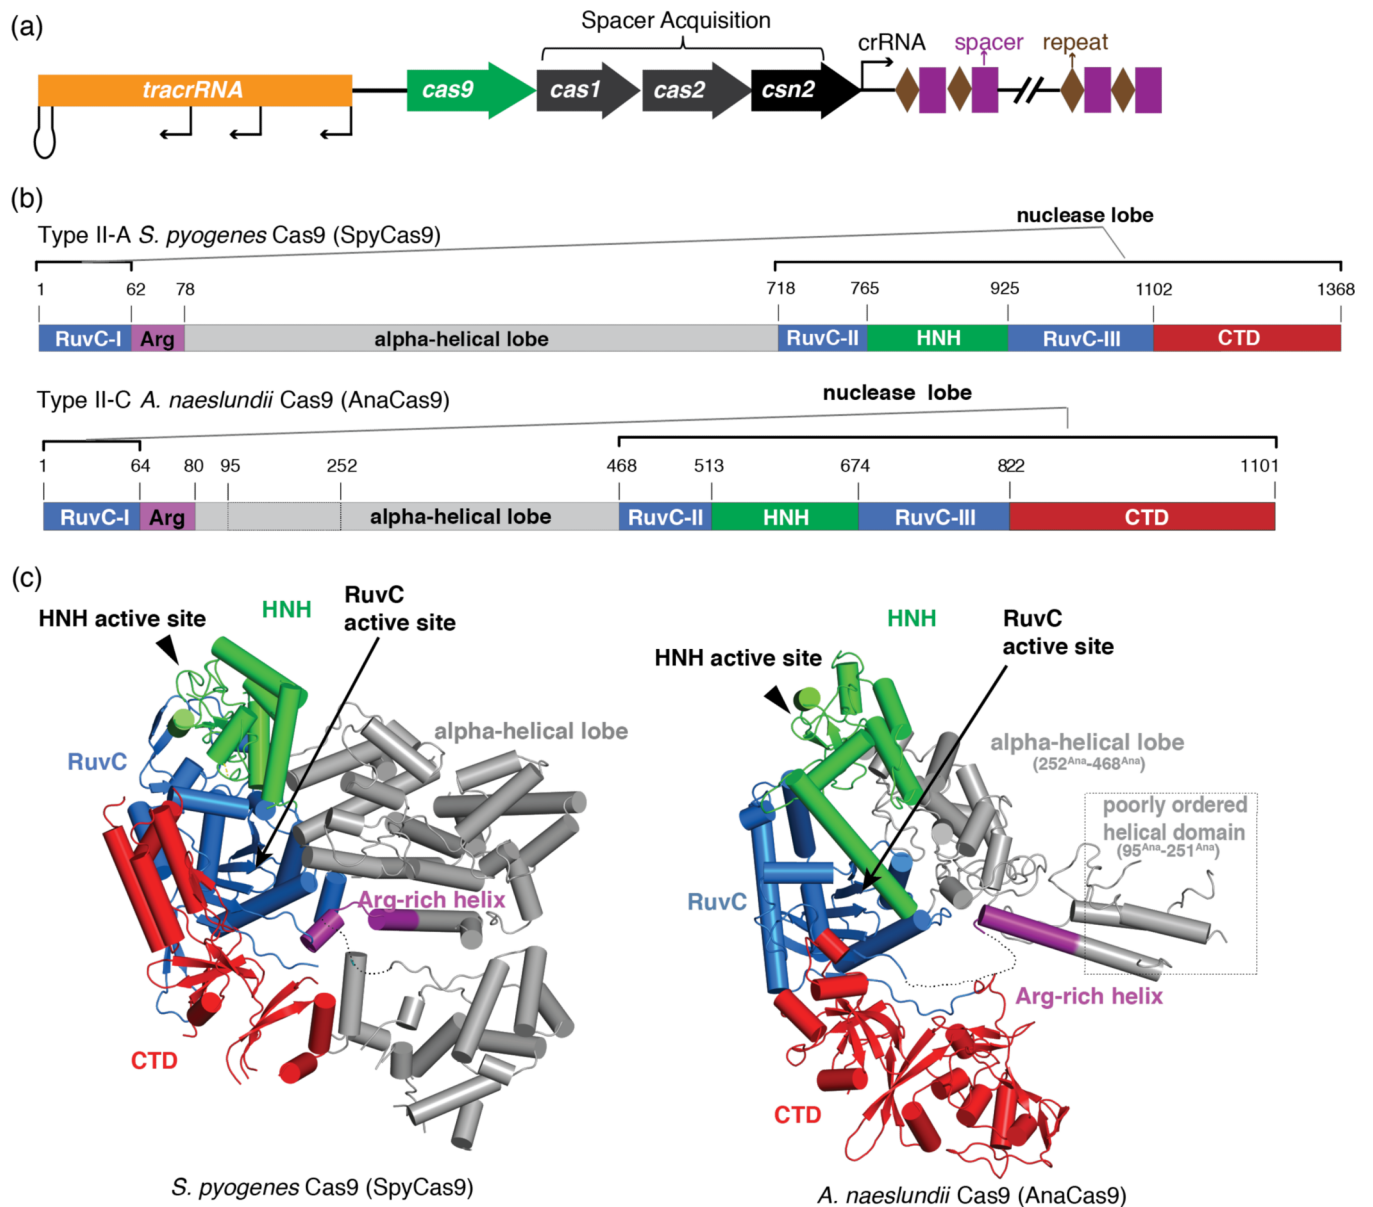 (a)
Spacer Acquisition
crRNA
spacer
repeat
tracrRNA
cas9
cas1
cas2
csn2
(b)
nuclease lobe
Type II-A S. pyogenes Cas9 (SpyCas9)
1 62 78 718 765 925 1102 1368
RuvC-I Arg alpha-helical lobe RuvC-II HNH RuvC-III CTD
nuclease lobe
Type II-C A. naeslundii Cas9 (AnaCas9)
1 64 80 95 252 468 513 674 822 1101
RuvC-I Arg alpha-helical lobe RuvC-II HNH RuvC-III CTD
(c)
HNH active site
HNH
RuvC
active site
alpha-helical lobe
RuvC
Arg-rich helix
CTD
S. pyogenes Cas9 (SpyCas9)
HNH
RuvC
active site
HNH active site
alpha-helical lobe
(252Ana-468Ana)
poorly ordered
helical domain
(95Ana-251Ana)
RuvC
Arg-rich helix
CTD
A. naeslundii Cas9 (AnaCas9)